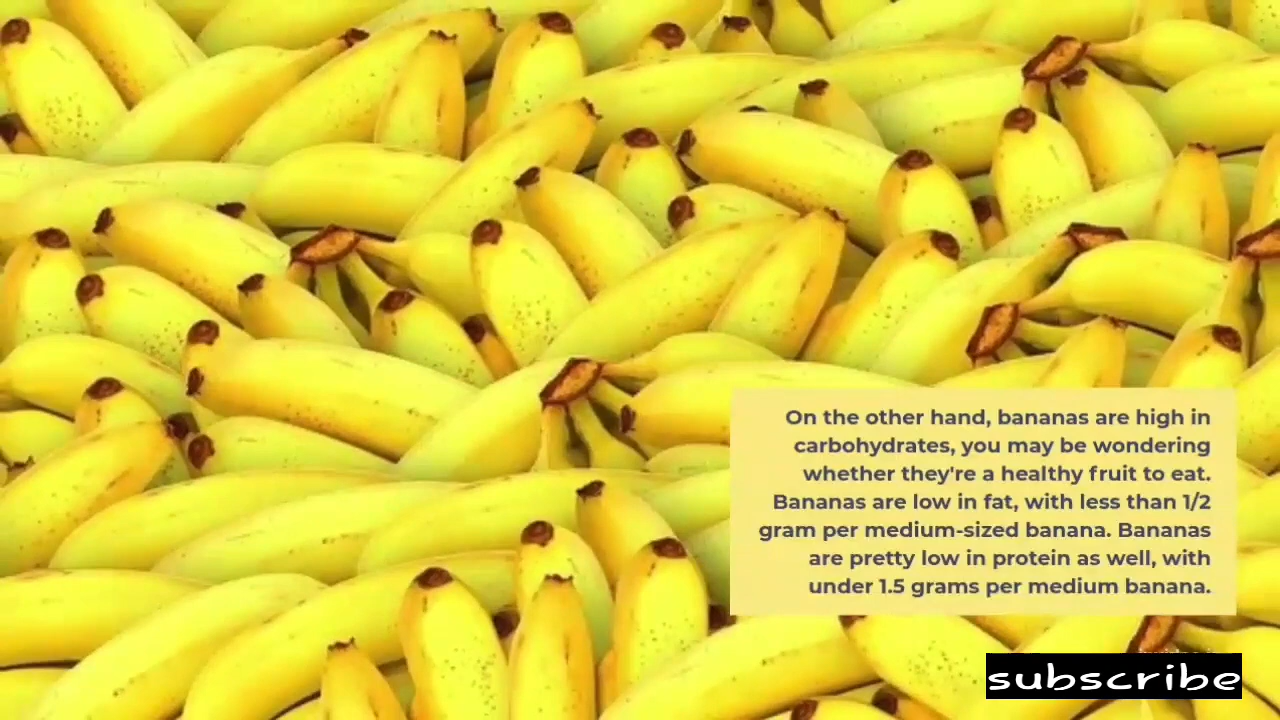 On the other hand, bananas are high in
carbohydrates, you may be wondering
whether they're a healthy fruit to eat.
Bananas are low in fat, with less than 1/2
gram per medium-sized banana. Bananas
are pretty low in protein as well, with
under 1.5 grams per medium banana.
subscribe